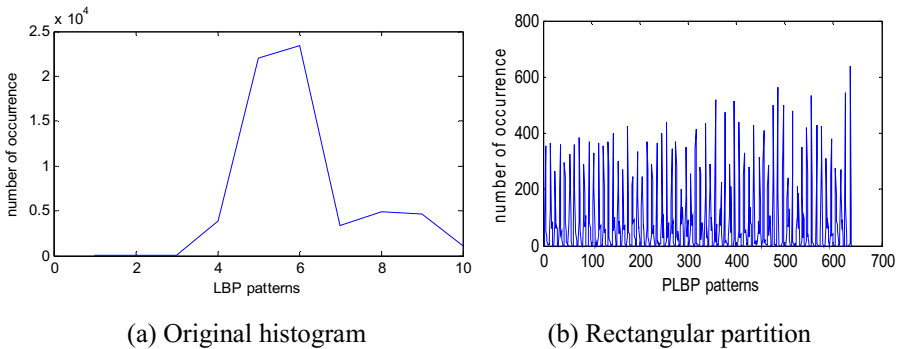 x 10^4
2.5
2
1.5
1
0.5
0
number of occurrence
0 2 4 6 8 10
LBP patterns
(a) Original histogram
800
600
400
200
0
number of occurrence
0 100 200 300 400 500 600 700
PLBP patterns
(b) Rectangular partition